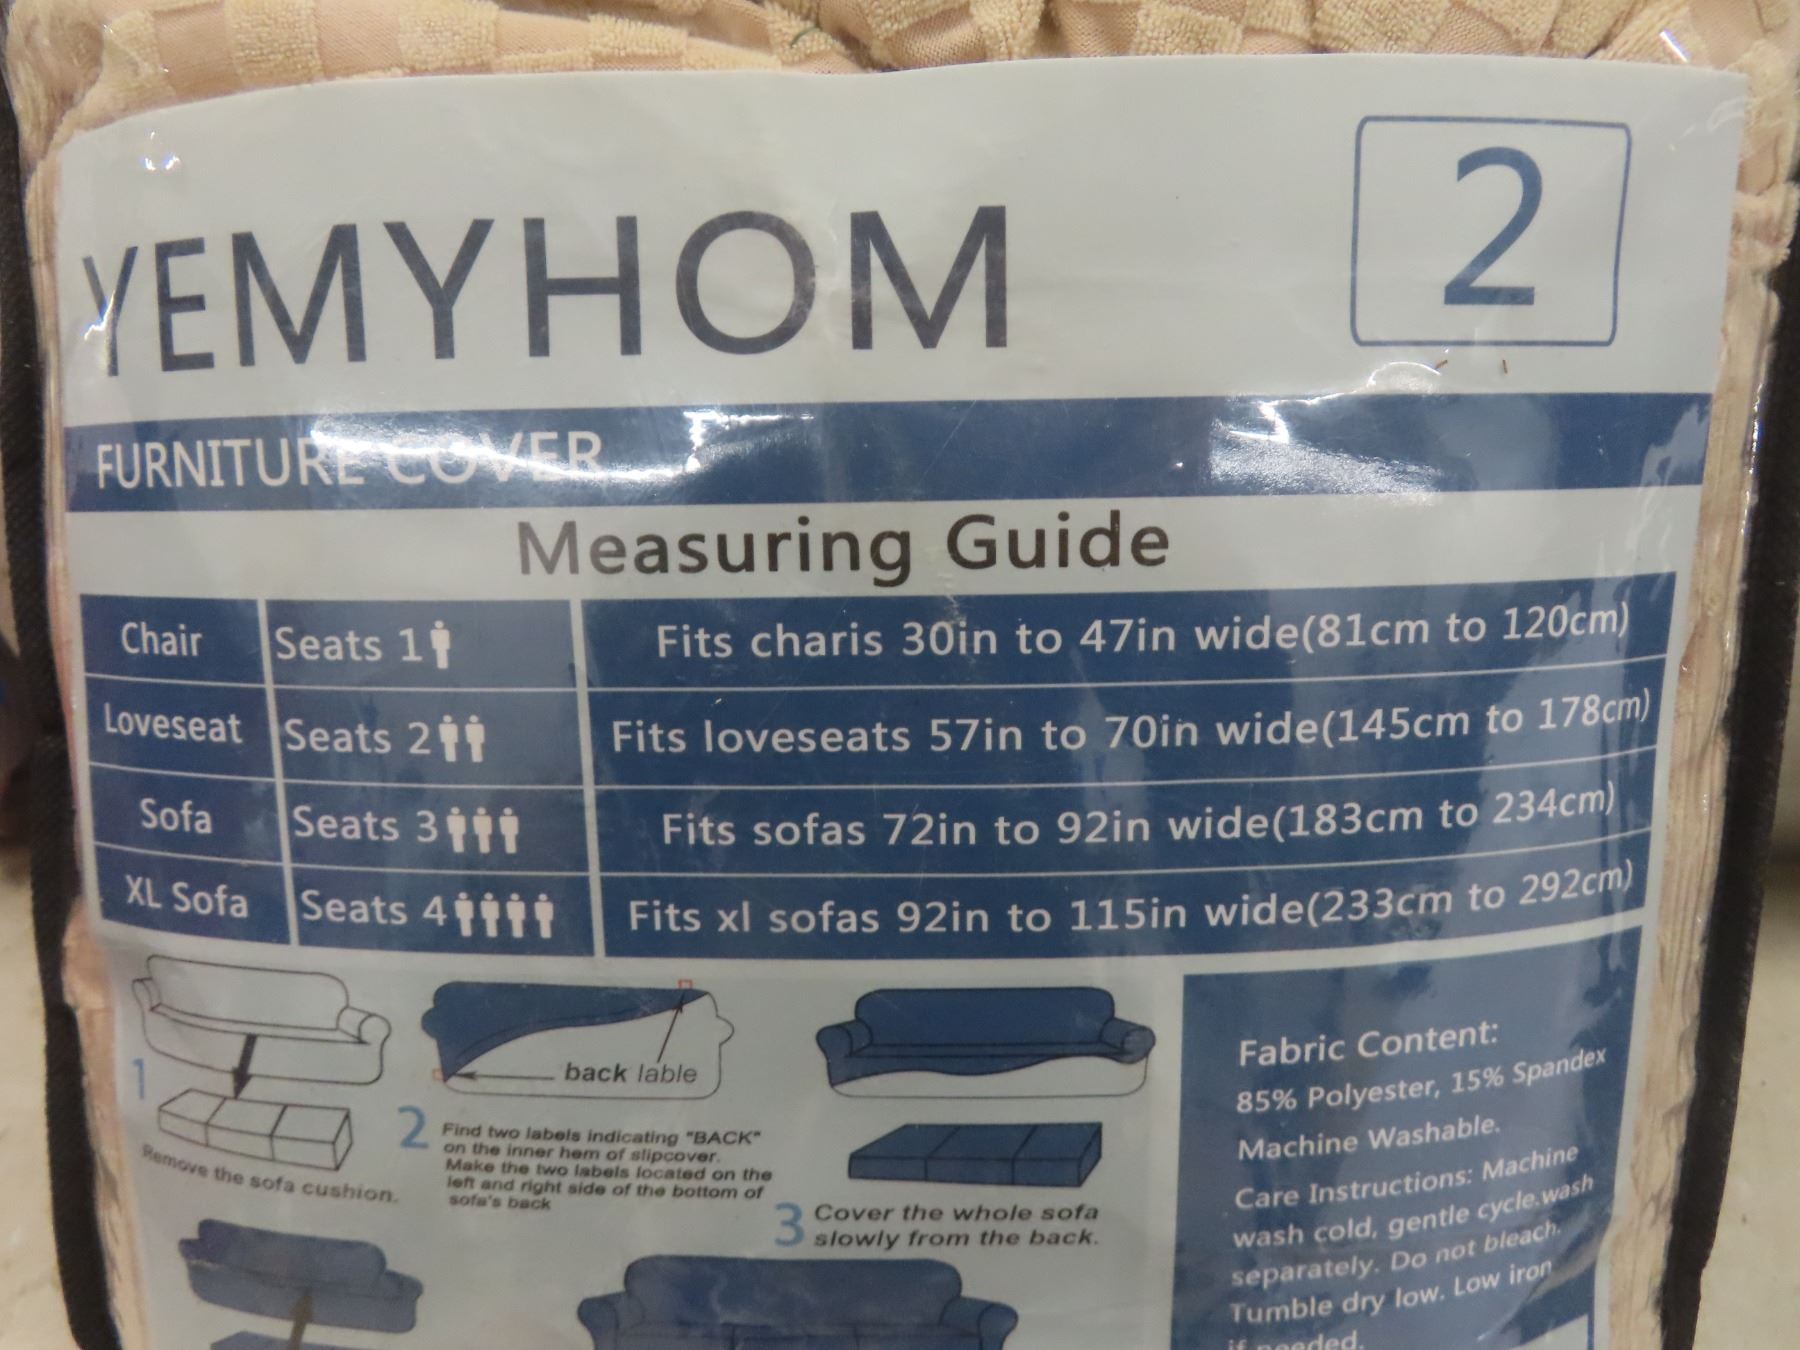 YEMYHOM
2
FURNITURE COVER
Measuring Guide
Chair Seats 1 Fits charis 30in to 47in wide(81cm to 120cm)
Loveseat Seats 2 Fits loveseats 57in to 70in wide(145cm to 178cm)
Sofa Seats 3 Fits sofas 72in to 92in wide(183cm to 234cm)
XL Sofa Seats 4 Fits xl sofas 92in to 115in wide(233cm to 292cm)
1
Remove the sofa cushion.
back lable
2
Find two labels indicating "BACK"
on the inner hem of slipcover.
Make the two labels located on the
left and right side of the bottom of
sofa's back
3
Cover the whole sofa
slowly from the back.
Fabric Content:
85% Polyester, 15% Spandex
Machine Washable.
Care Instructions: Machine
wash cold, gentle cycle.wash
separately. Do not bleach.
Tumble dry low. Low iron
if needed.